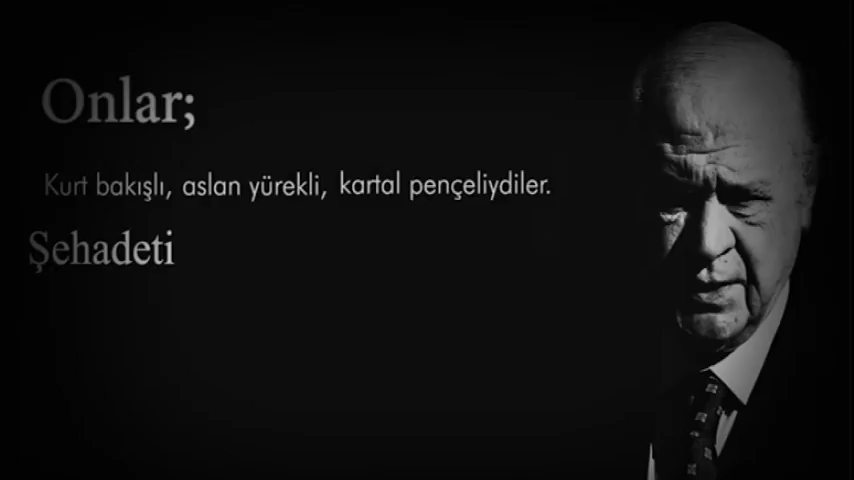 Onlar;
Kurt bakışlı, aslan yürekli, kartal pençeliydiler.
Şehadeti